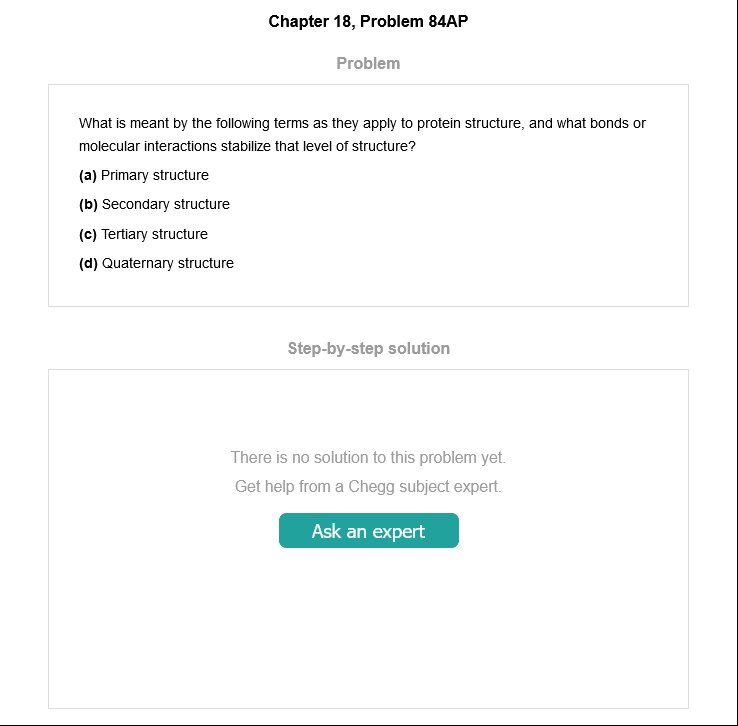 Chapter 18, Problem 84AP
Problem
What is meant by the following terms as they apply to protein structure, and what bonds or
molecular interactions stabilize that level of structure?
(a) Primary structure
(b) Secondary structure
(c) Tertiary structure
(d) Quaternary structure
Step-by-step solution
There is no solution to this problem yet.
Get help from a Chegg subject expert.
Ask an expert